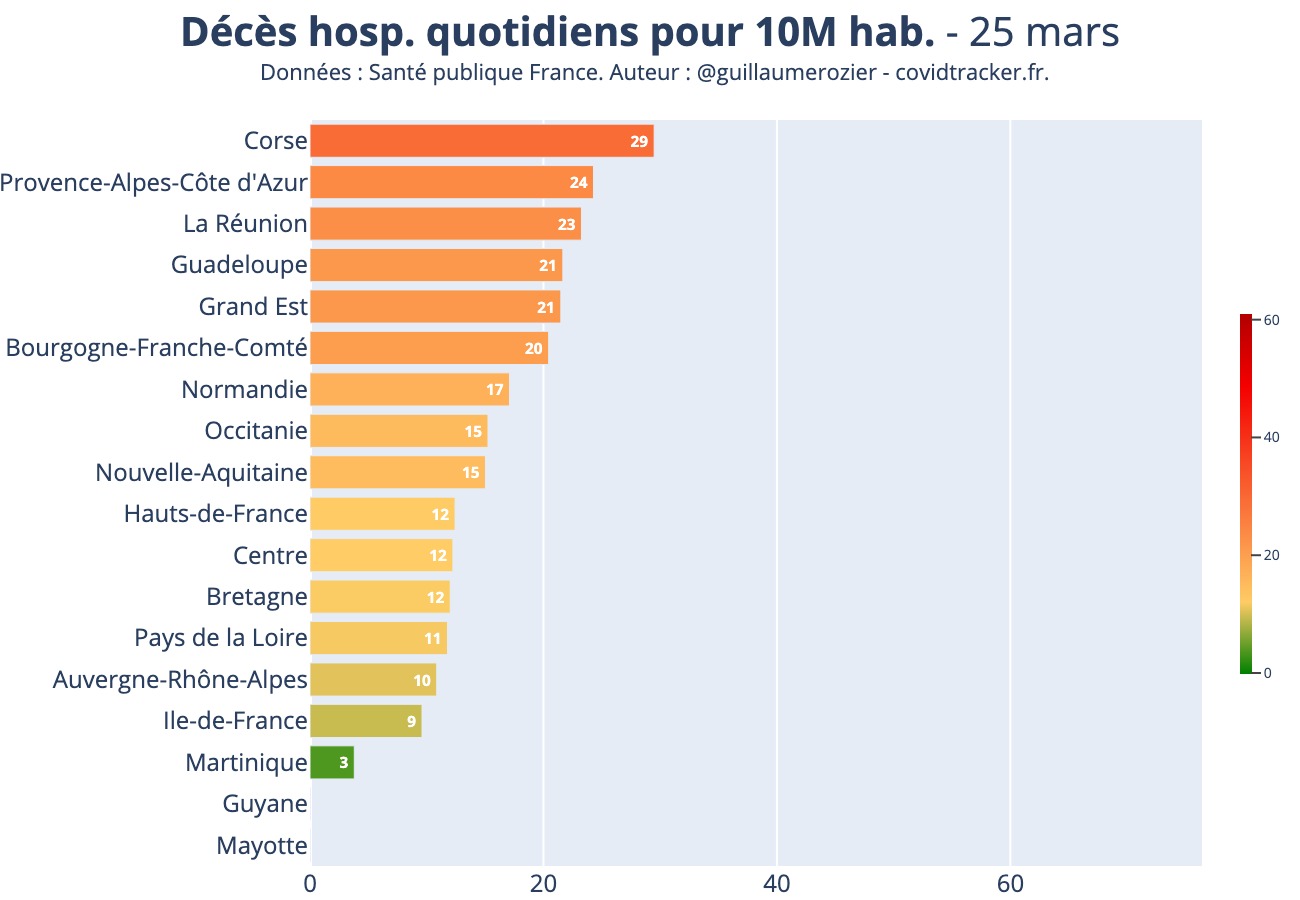 Décès hosp. quotidiens pour 10M hab. - 25 mars
Données : Santé publique France. Auteur : @guillaumerozier - covidtracker.fr.
Corse 29
Provence-Alpes-Côte d'Azur 24
La Réunion 23
Guadeloupe 21
Grand Est 21
Bourgogne-Franche-Comté 20
Normandie 17
Occitanie 15
Nouvelle-Aquitaine 15
Hauts-de-France 12
Centre 12
Bretagne 12
Pays de la Loire 11
Auvergne-Rhône-Alpes 10
Ile-de-France 9
Martinique 3
Guyane
Mayotte
0 20 40 60
60
40
20
0